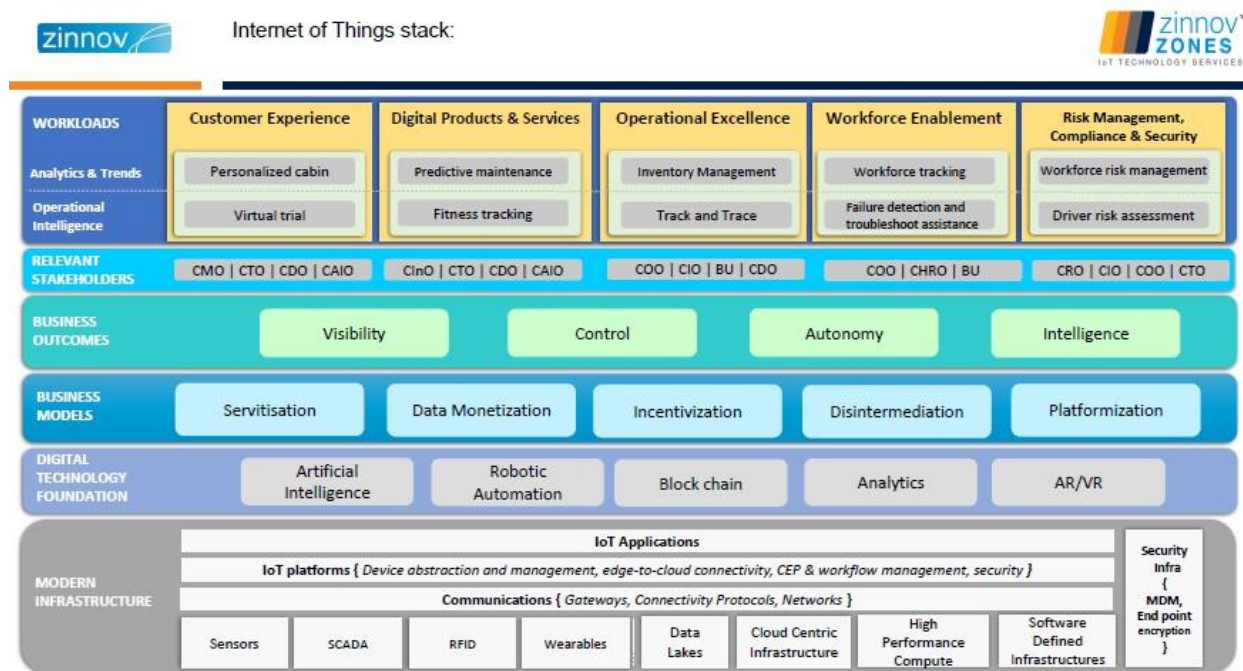 zinnov
Internet of Things stack:
zinnov
ZONES
IoT TECHNOLOGY SERVICES
WORKLOADS
Customer Experience
Digital Products & Services
Operational Excellence
Workforce Enablement
Risk Management,
Compliance & Security
Analytics & Trends
Personalized cabin
Predictive maintenance
Inventory Management
Workforce tracking
Workforce risk management
Operational
Intelligence
Virtual trial
Fitness tracking
Track and Trace
Failure detection and
troubleshoot assistance
Driver risk assessment
RELEVANT
STAKEHOLDERS
CMO | CTO | CDO | CAIO
CInO | CTO | CDO | CAIO
COO | CIO | BU | CDO
COO | CHRO | BU
CRO | CIO | COO | CTO
BUSINESS
OUTCOMES
Visibility
Control
Autonomy
Intelligence
BUSINESS
MODELS
Servitisation
Data Monetization
Incentivization
Disintermediation
Platformization
DIGITAL
TECHNOLOGY
FOUNDATION
Artificial
Intelligence
Robotic
Automation
Block chain
Analytics
AR/VR
MODERN
INFRASTRUCTURE
IoT Applications
IoT platforms { Device abstraction and management, edge-to-cloud connectivity, CEP & workflow management, security }
Communications { Gateways, Connectivity Protocols, Networks }
Sensors
SCADA
RFID
Wearables
Data
Lakes
Cloud Centric
Infrastructure
High
Performance
Compute
Software
Defined
Infrastructures
Security
Infra
{
MDM,
End point
encryption
}